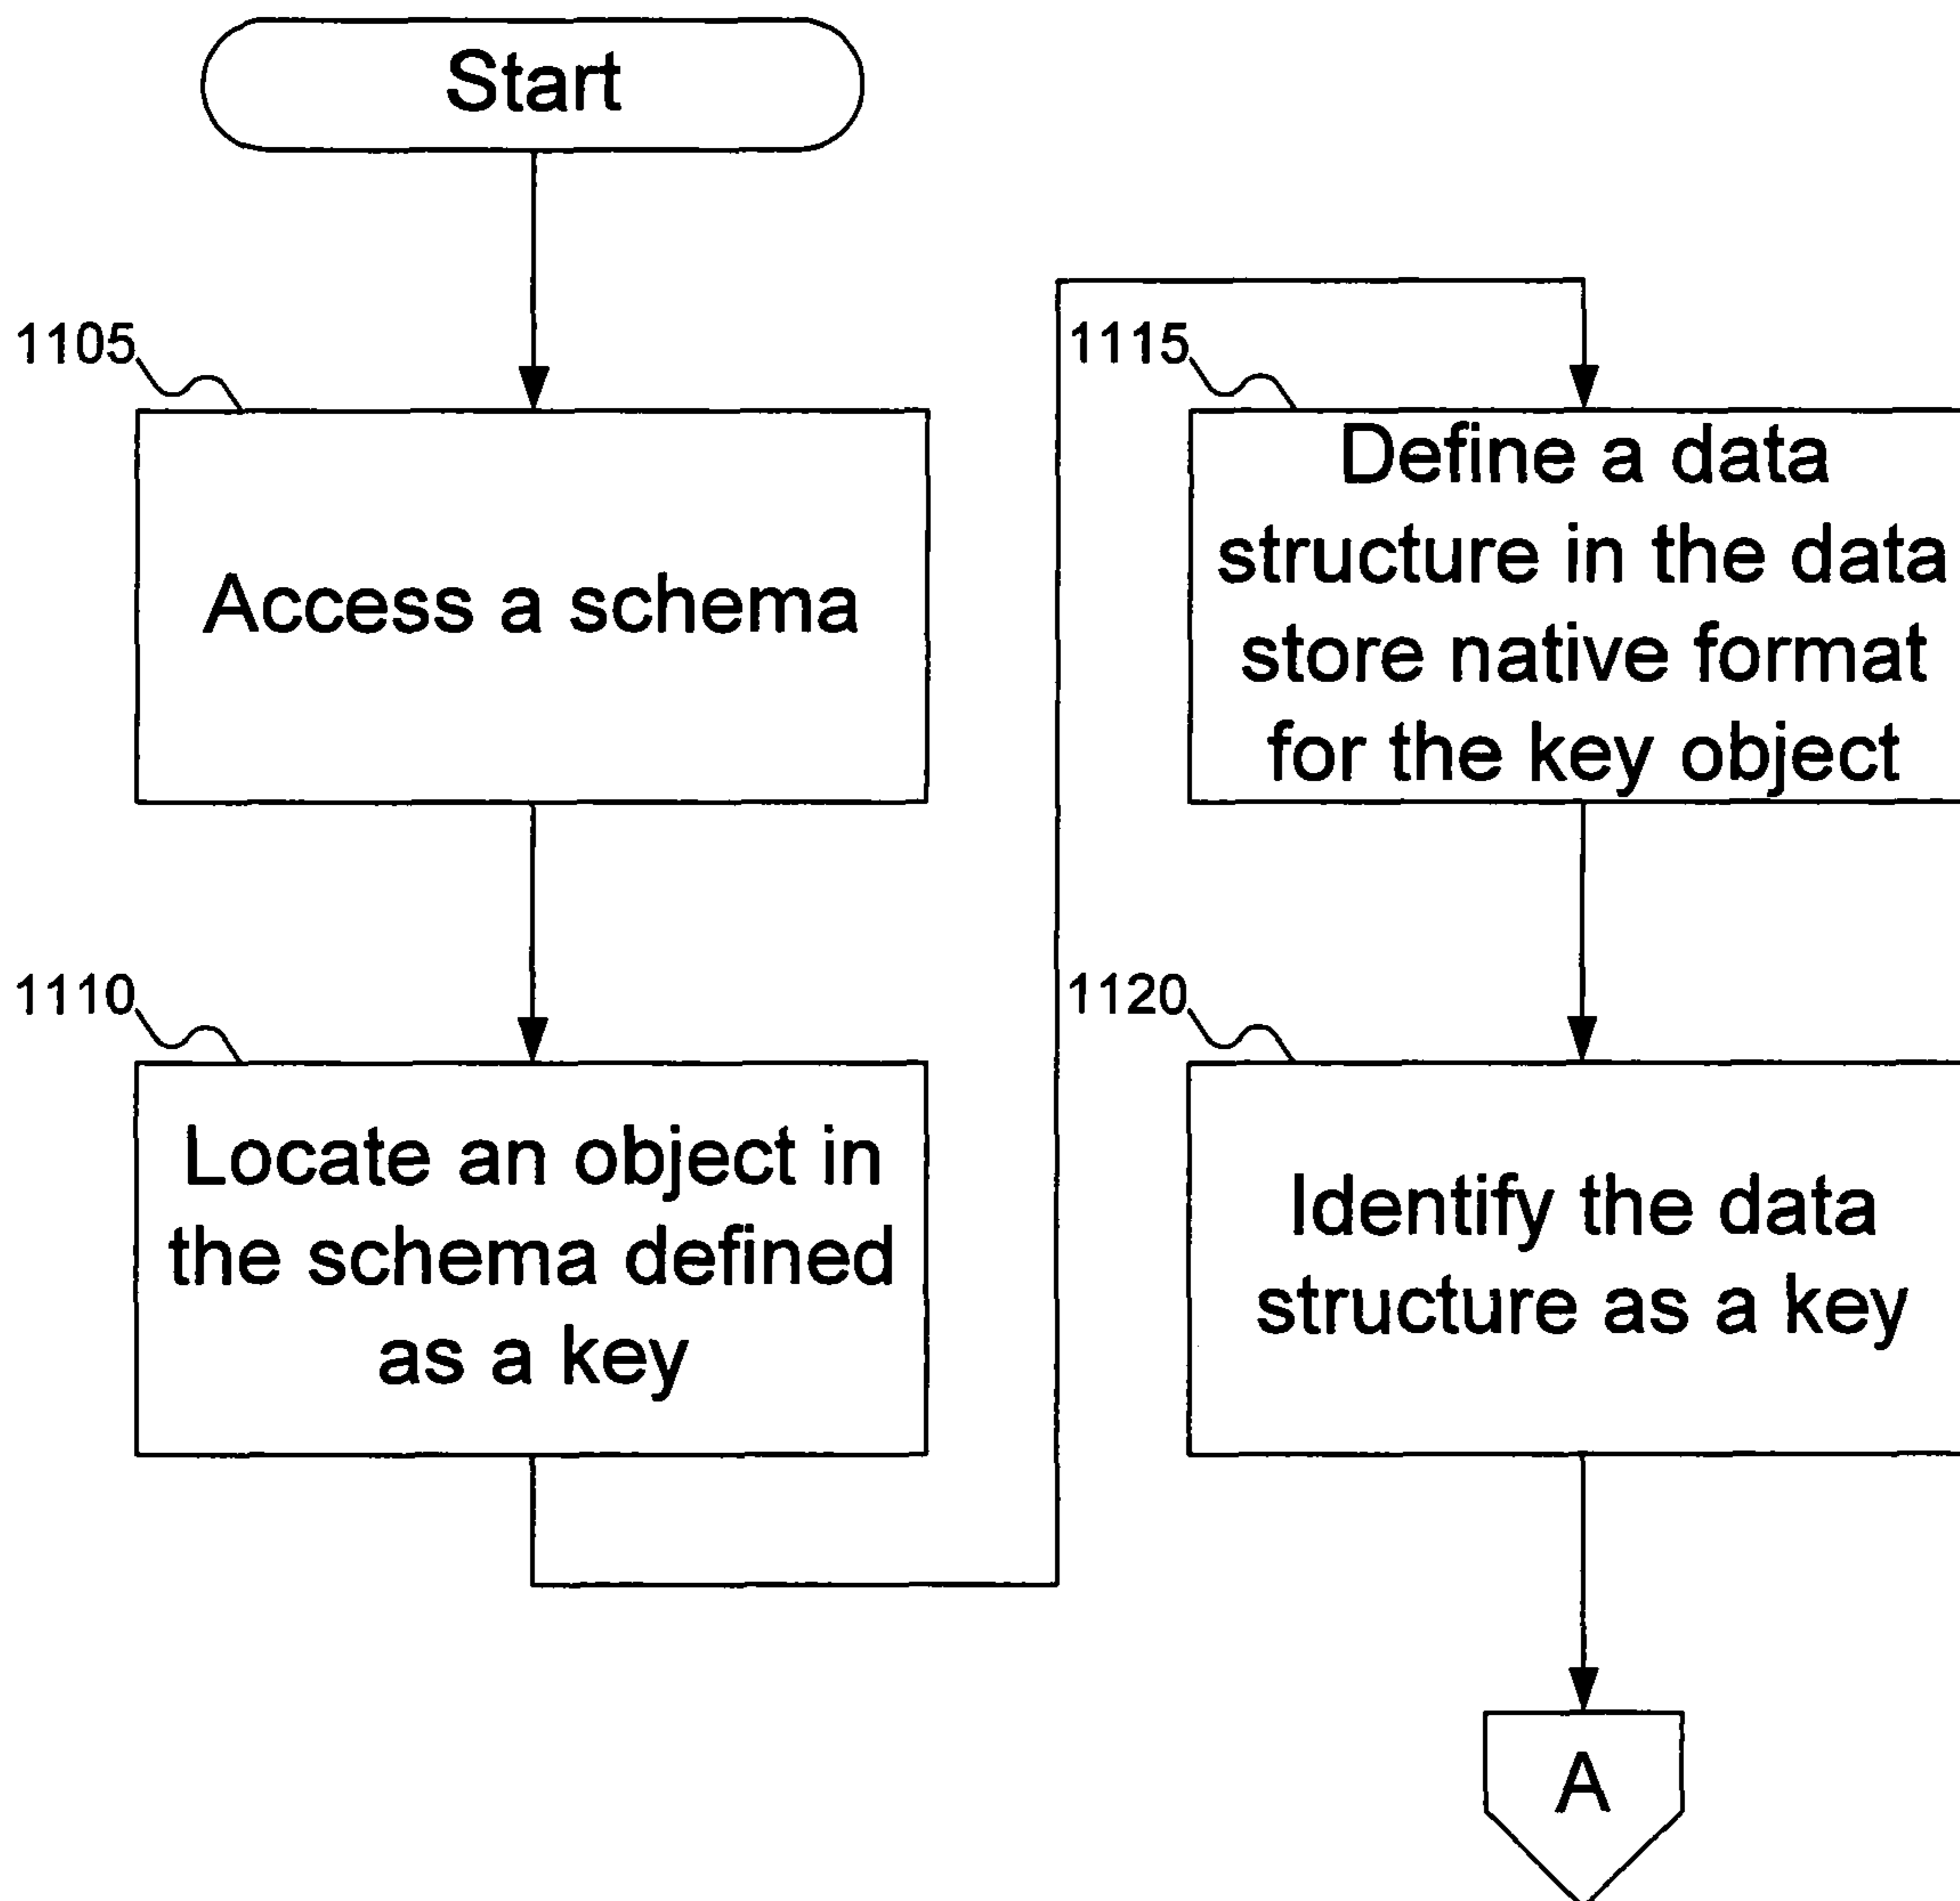 Start
1105
Access a schema
1110
Locate an object in
the schema defined
as a key
1115
Define a data
structure in the data
store native format
for the key object
1120
Identify the data
structure as a key
A